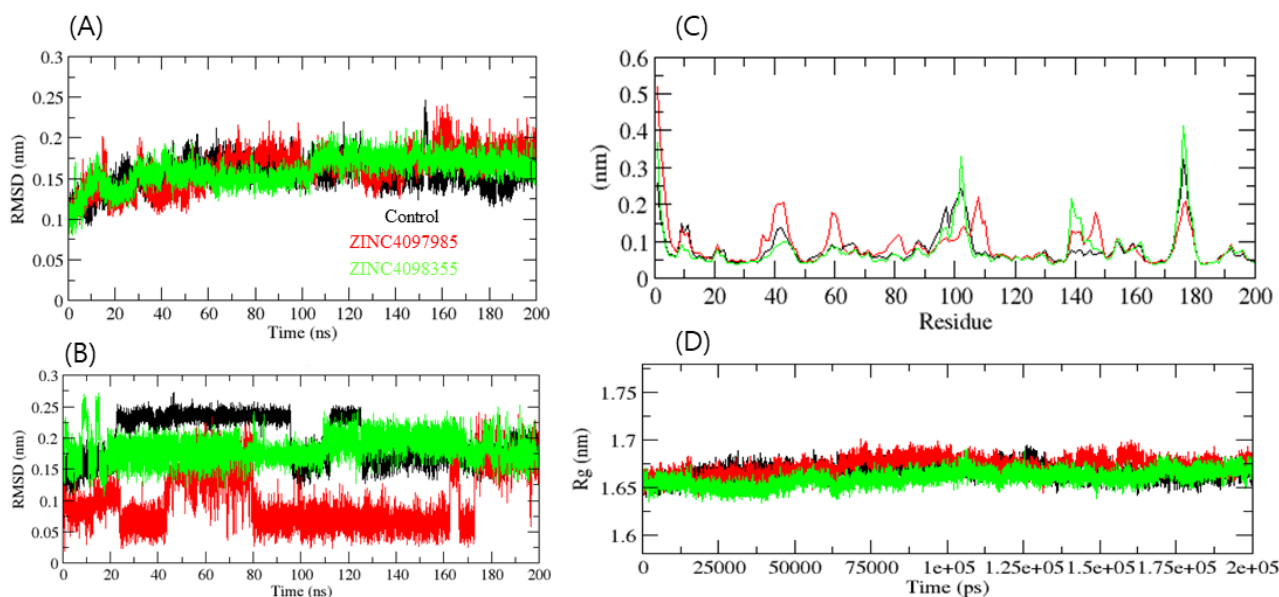 (A)
0.3
0.25
0.2
0.15
0.1
0.05
0
RMSD (nm)
0 20 40 60 80 100 120 140 160 180 200
Time (ns)
Control
ZINC4097985
ZINC4098355
(B)
0.3
0.25
0.2
0.15
0.1
0.05
0
RMSD (nm)
0 20 40 60 80 100 120 140 160 180 200
Time (ns)
(C)
0.6
0.5
0.4
0.3
0.2
0.1
0
(nm)
0 20 40 60 80 100 120 140 160 180 200
Residue
(D)
1.75
1.7
1.65
1.6
Rg (nm)
0 25000 50000 75000 1e+05 1.25e+05 1.5e+05 1.75e+05 2e+05
Time (ps)